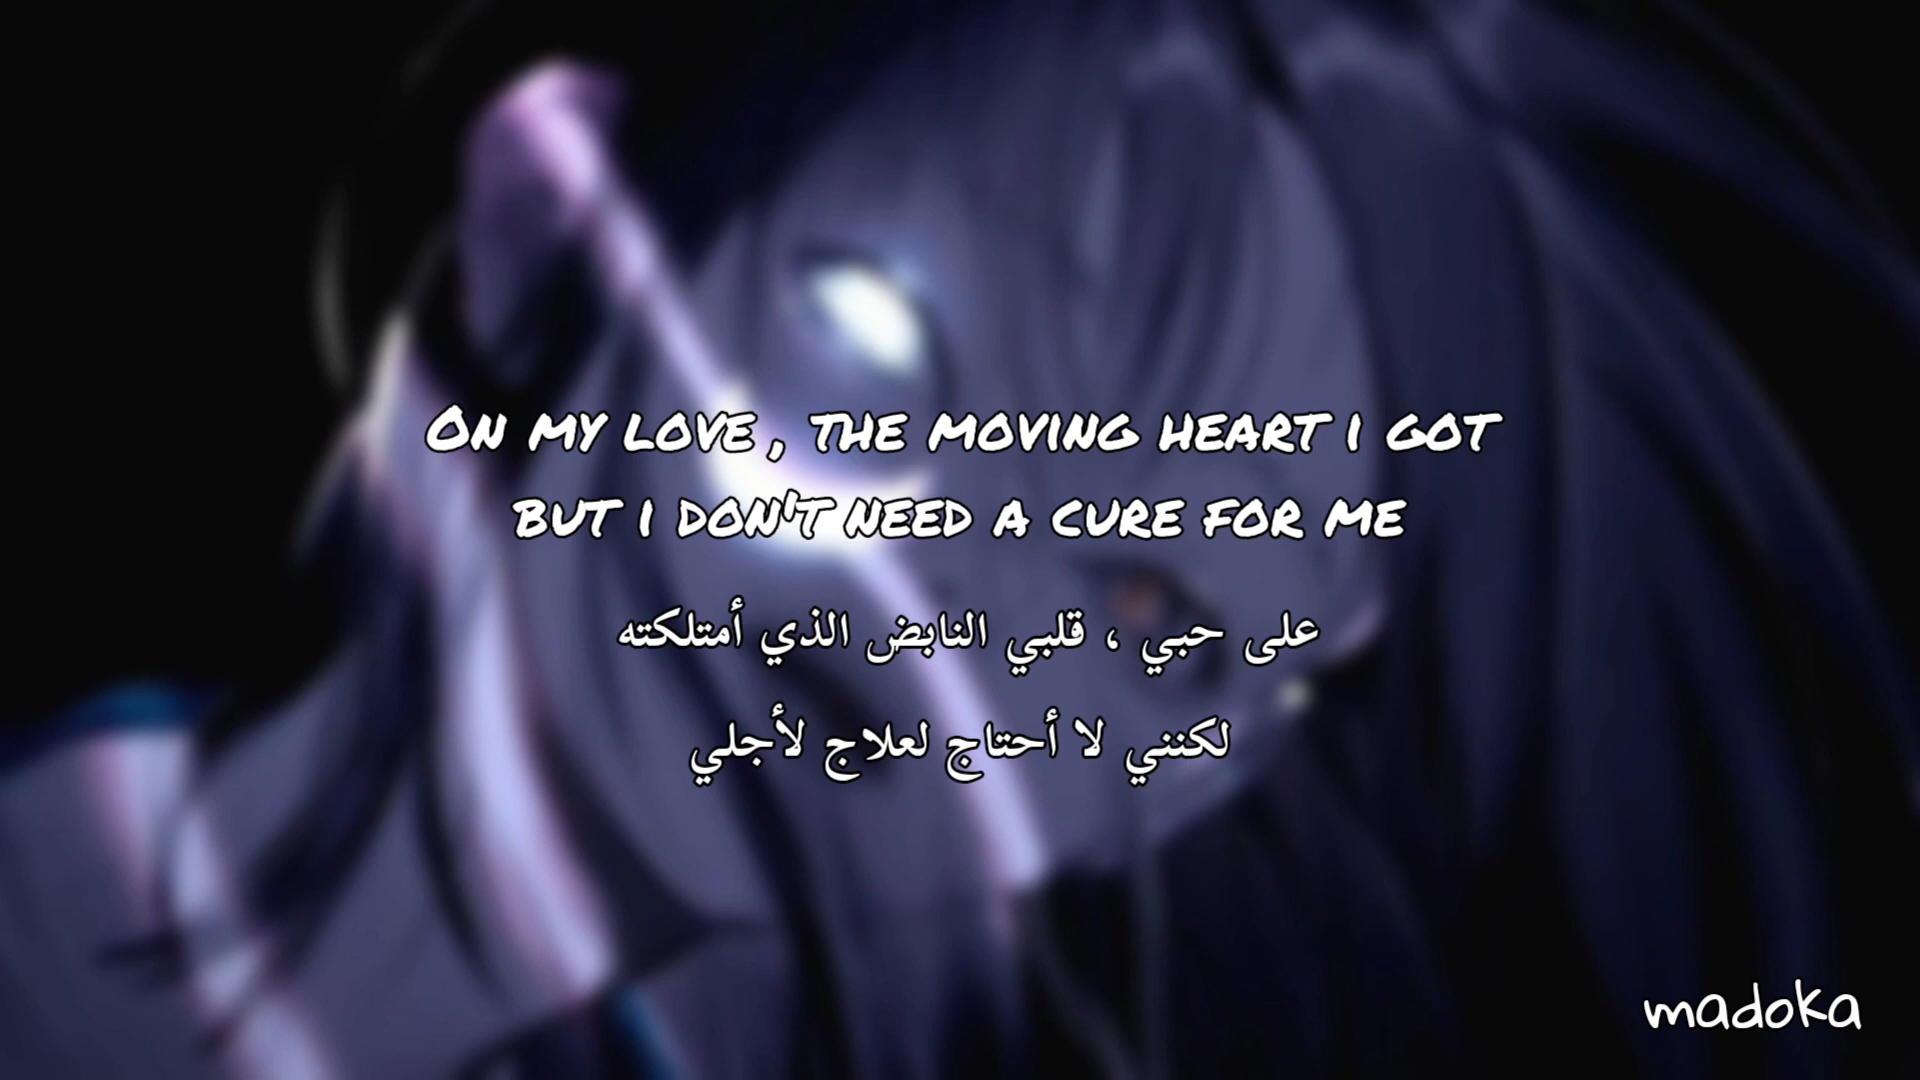 ON MY LOVE , THE MOVING HEART I GOT
BUT I DON'T NEED A CURE FOR ME
على حبي ، قلبي النابض الذي أمتلكته
لكنني لا أحتاج لعلاج لأجلي
madoka